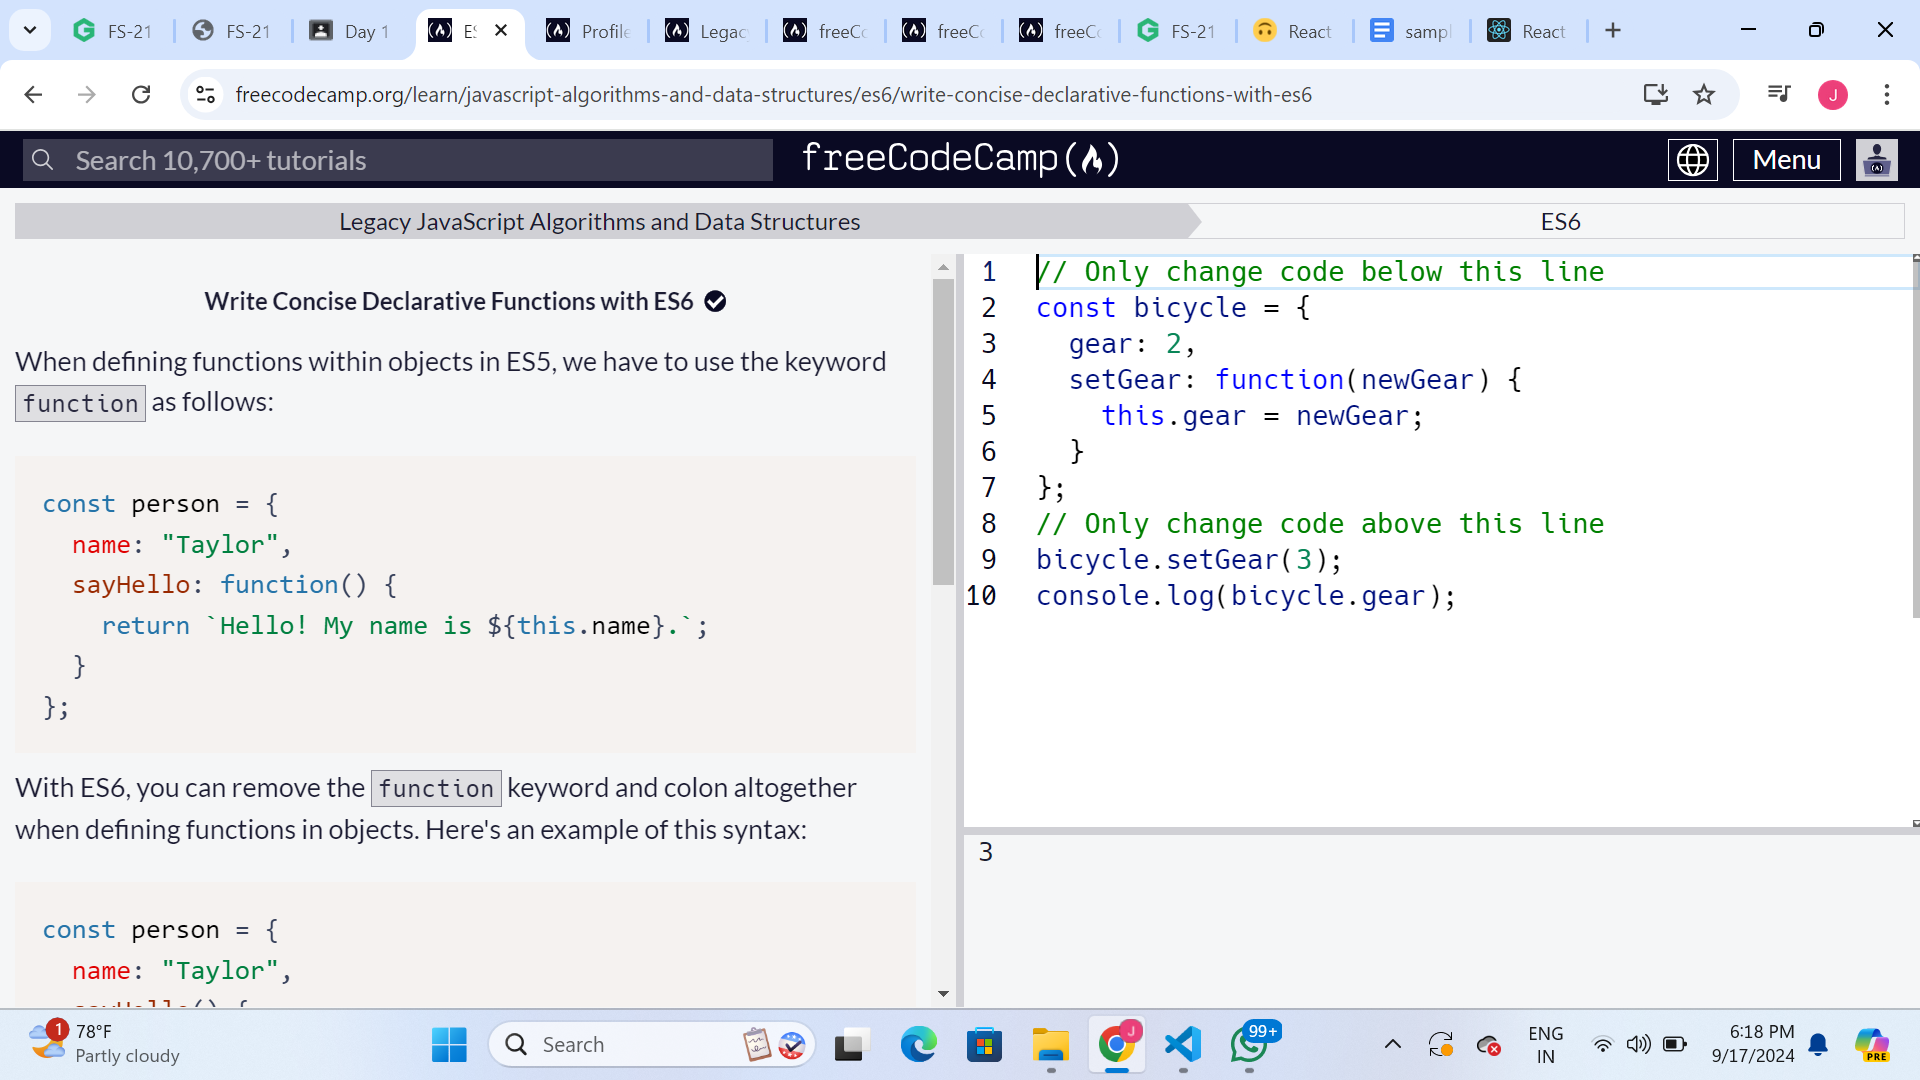 FS-21
FS-21
Day 1
ES
Profile
Legac
freeCo
freeCo
freeCo
FS-21
React
sampl
React
freecodecamp.org/learn/javascript-algorithms-and-data-structures/es6/write-concise-declarative-functions-with-es6
J
Search 10,700+ tutorials
freeCodeCamp
Menu
Legacy JavaScript Algorithms and Data Structures
ES6
Write Concise Declarative Functions with ES6
When defining functions within objects in ES5, we have to use the keyword
function as follows:
const person = {
name: "Taylor",
sayHello: function() {
return `Hello! My name is ${this.name}.`;
}
};
With ES6, you can remove the function keyword and colon altogether
when defining functions in objects. Here's an example of this syntax:
const person = {
name: "Taylor",
sayHello() {
1 // Only change code below this line
2 const bicycle = {
3 gear: 2,
4 setGear: function(newGear) {
5 this.gear = newGear;
6 }
7 };
8 // Only change code above this line
9 bicycle.setGear(3);
10 console.log(bicycle.gear);
3
1
78°F
Partly cloudy
Search
J
99+
ENG
IN
6:18 PM
9/17/2024
PRE